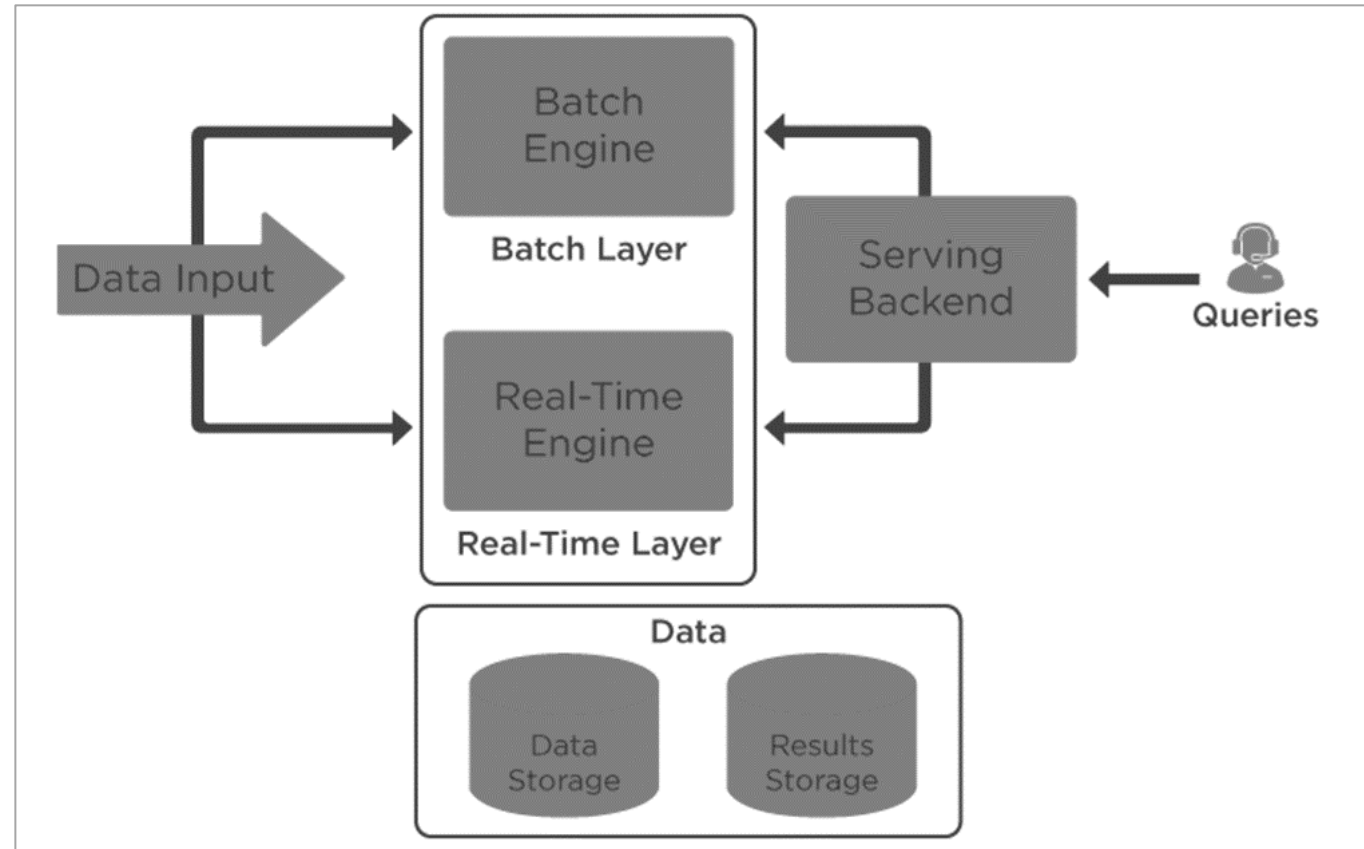 Batch
Engine
Batch Layer
Data Input
Serving
Backend
Queries
Real-Time
Engine
Real-Time Layer
Data
Data
Storage
Results
Storage